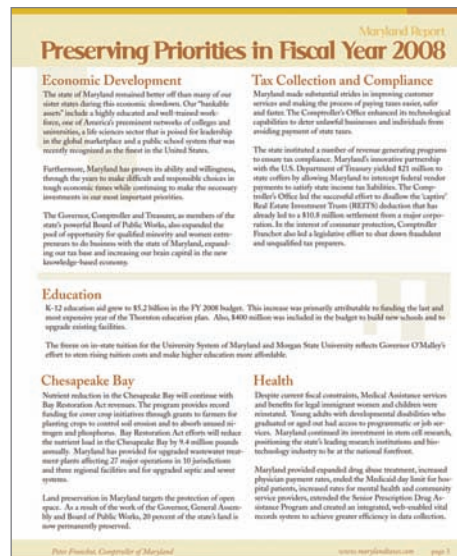 Maryland Report
Preserving Priorities in Fiscal Year 2008
Economic Development
The state of Maryland remained better off than many of our
sister states during this economic slowdown. Our "bankable
assets" include a highly educated and well-trained work-
force, one of America's preeminent networks of colleges and
universities, a life sciences sector that is poised for leadership
in the global marketplace and a public school system that was
recently recognized as the finest in the United States.
Furthermore, Maryland has proven its ability and willingness,
through the years to make difficult and responsible choices in
tough economic times while continuing to make the necessary
investments in our most important priorities.
The Governor, Comptroller and Treasurer, as members of the
state's powerful Board of Public Works, also expanded the
pool of opportunity for qualified minority and women entre-
preneurs to do business with the state of Maryland, expand-
ing our tax base and increasing our brain capital in the new
knowledge-based economy.
Tax Collection and Compliance
Maryland made substantial strides in improving customer
services and making the process of paying taxes easier, safer
and faster. The Comptroller's Office enhanced its technological
capabilities to deter unlawful businesses and individuals from
avoiding payment of state taxes.
The state instituted a number of revenue generating programs
to ensure tax compliance. Maryland's innovative partnership
with the U.S. Department of Treasury yielded $21 million to
state coffers by allowing Maryland to intercept federal vendor
payments to satisfy state income tax liabilities. The Comp-
troller's Office led the successful effort to disallow the 'captive'
Real Estate Investment Trusts (REITS) deduction that has
already led to a $10.8 million settlement from a major corpo-
ration. In the interest of consumer protection, Comptroller
Franchot also led a legislative effort to shut down fraudulent
and unqualified tax preparers.
Education
K-12 education aid grew to $5.2 billion in the FY 2008 budget. This increase was primarily attributable to funding the last and
most expensive year of the Thornton education plan. Also, $400 million was included in the budget to build new schools and to
upgrade existing facilities.
The freeze on in-state tuition for the University System of Maryland and Morgan State University reflects Governor O'Malley's
effort to stem rising tuition costs and make higher education more affordable.
Chesapeake Bay
Nutrient reduction in the Chesapeake Bay will continue with
Bay Restoration Act revenues. The program provides record
funding for cover crop initiatives through grants to farmers for
planting crops to control soil erosion and to absorb unused ni-
trogen and phosphorus. Bay Restoration Act efforts will reduce
the nutrient load in the Chesapeake Bay by 9.4 million pounds
annually. Maryland has provided for upgraded wastewater treat-
ment plants affecting 27 major operations in 10 jurisdictions
and three regional facilities and for upgraded septic and sewer
systems.
Land preservation in Maryland targets the protection of open
space. As a result of the work of the Governor, General Assem-
bly and Board of Public Works, 20 percent of the state's land is
now permanently preserved.
Health
Despite current fiscal constraints, Medical Assistance services
and benefits for legal immigrant women and children were
reinstated. Young adults with developmental disabilities who
graduated or aged out had access to programmatic or job ser-
vices. Maryland continued its investment in stem cell research,
positioning the state's leading research institutions and bio-
technology industry to be at the national forefront.
Maryland provided expanded drug abuse treatment, increased
physician payment rates, ended the Medicaid day limit for hos-
pital patients, increased rates for mental health and community
service providers, extended the Senior Prescription Drug As-
sistance Program and created an integrated, web-enabled vital
records system to achieve greater efficiency in data collection.
Peter Franchot, Comptroller of Maryland
www.marylandtaxes.com page 5